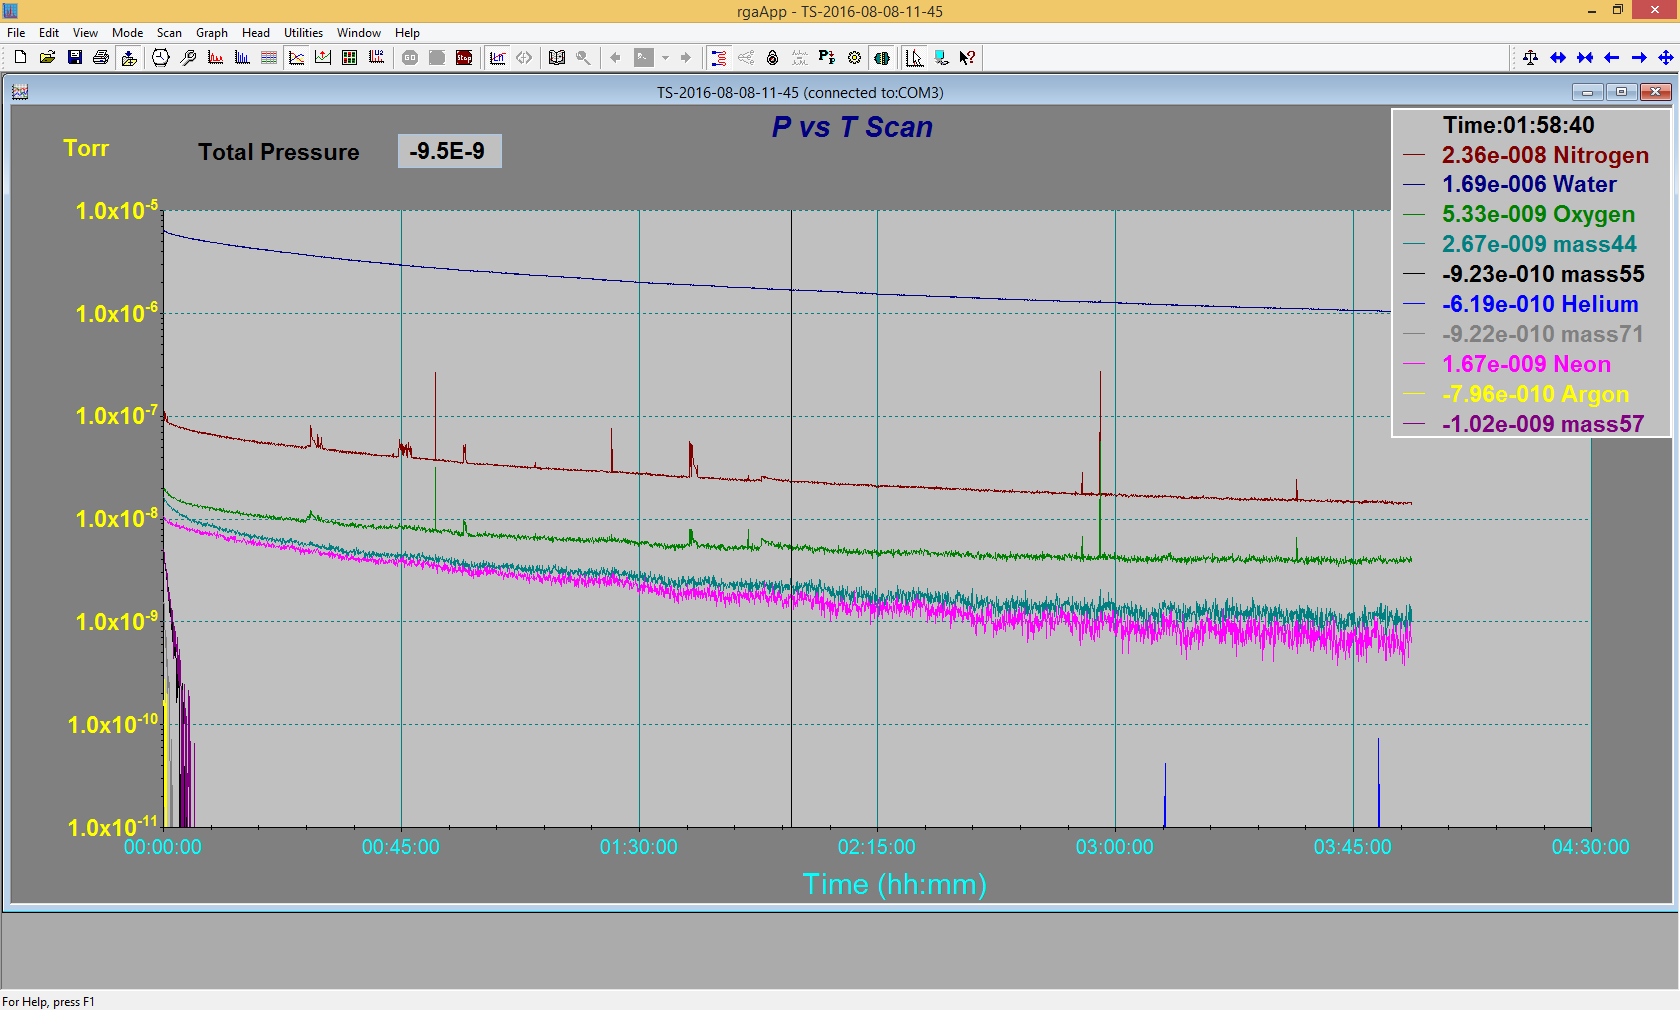 rgaApp - TS-2016-08-08-11-45
File Edit View Mode Scan Graph Head Utilities Window Help
GO Stop
TS-2016-08-08-11-45 (connected to:COM3)
P vs T Scan
Torr
Total Pressure -9.5E-9
Time:01:58:40
2.36e-008 Nitrogen
1.69e-006 Water
5.33e-009 Oxygen
2.67e-009 mass44
-9.23e-010 mass55
-6.19e-010 Helium
-9.22e-010 mass71
1.67e-009 Neon
-7.96e-010 Argon
-1.02e-009 mass57
1.0x10-5
1.0x10-6
1.0x10-7
1.0x10-8
1.0x10-9
1.0x10-10
1.0x10-11
00:00:00 00:45:00 01:30:00 02:15:00 03:00:00 03:45:00 04:30:00
Time (hh:mm)
For Help, press F1